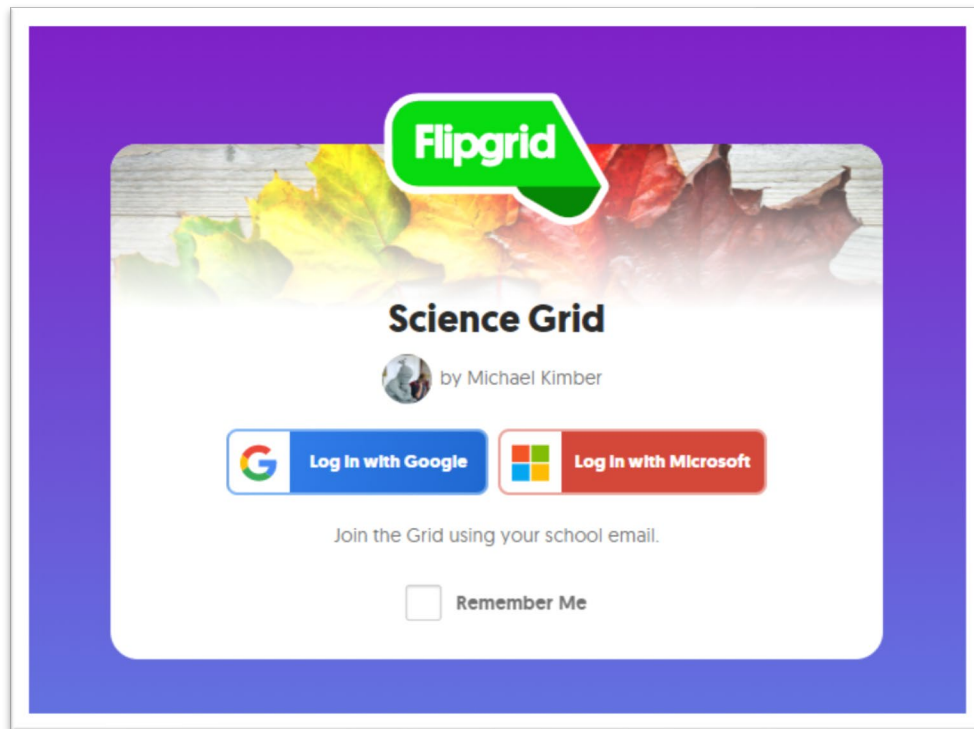 Flipgrid
Science Grid
by Michael Kimber
Log in with Google
Log in with Microsoft
Join the Grid using your school email.
Remember Me